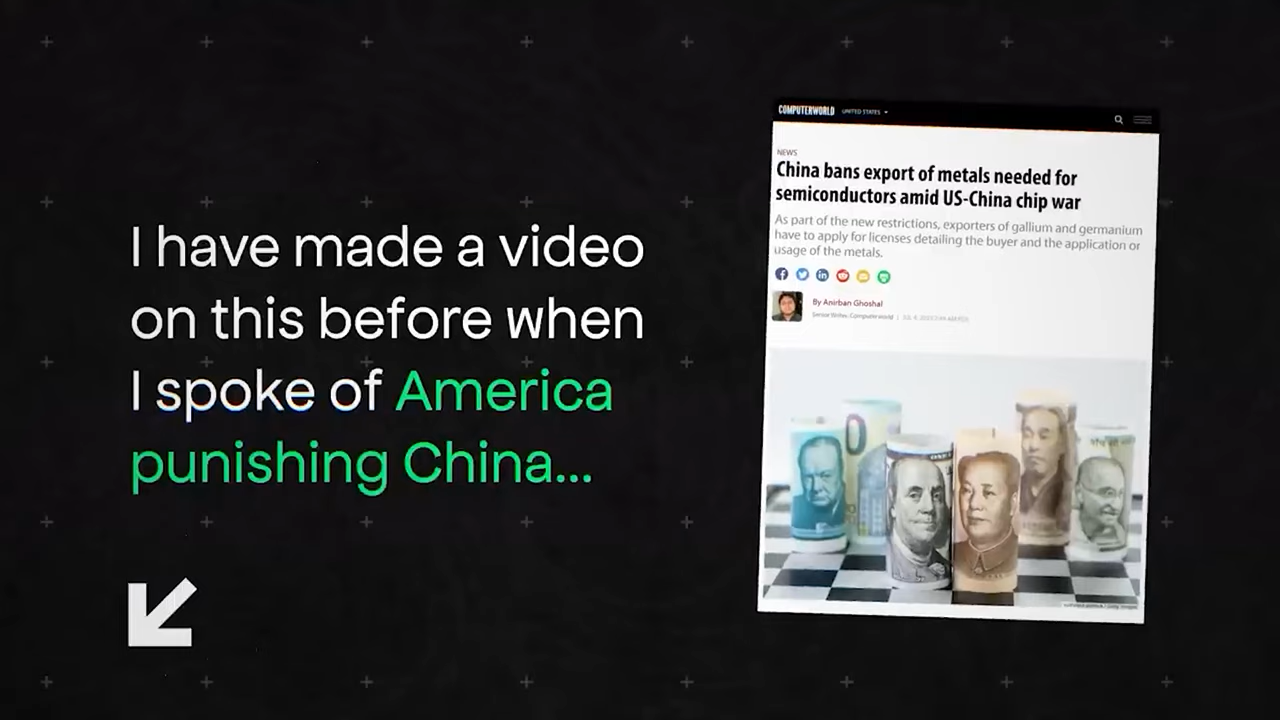 I have made a video
on this before when
I spoke of America
punishing China...
COMPUTERWORLD
UNITED STATES
NEWS
China bans export of metals needed for
semiconductors amid US-China chip war
As part of the new restrictions, exporters of gallium and germanium
have to apply for licenses detailing the buyer and the application or
usage of the metals.
By Anirban Ghoshal
Senior Writer, Computerworld